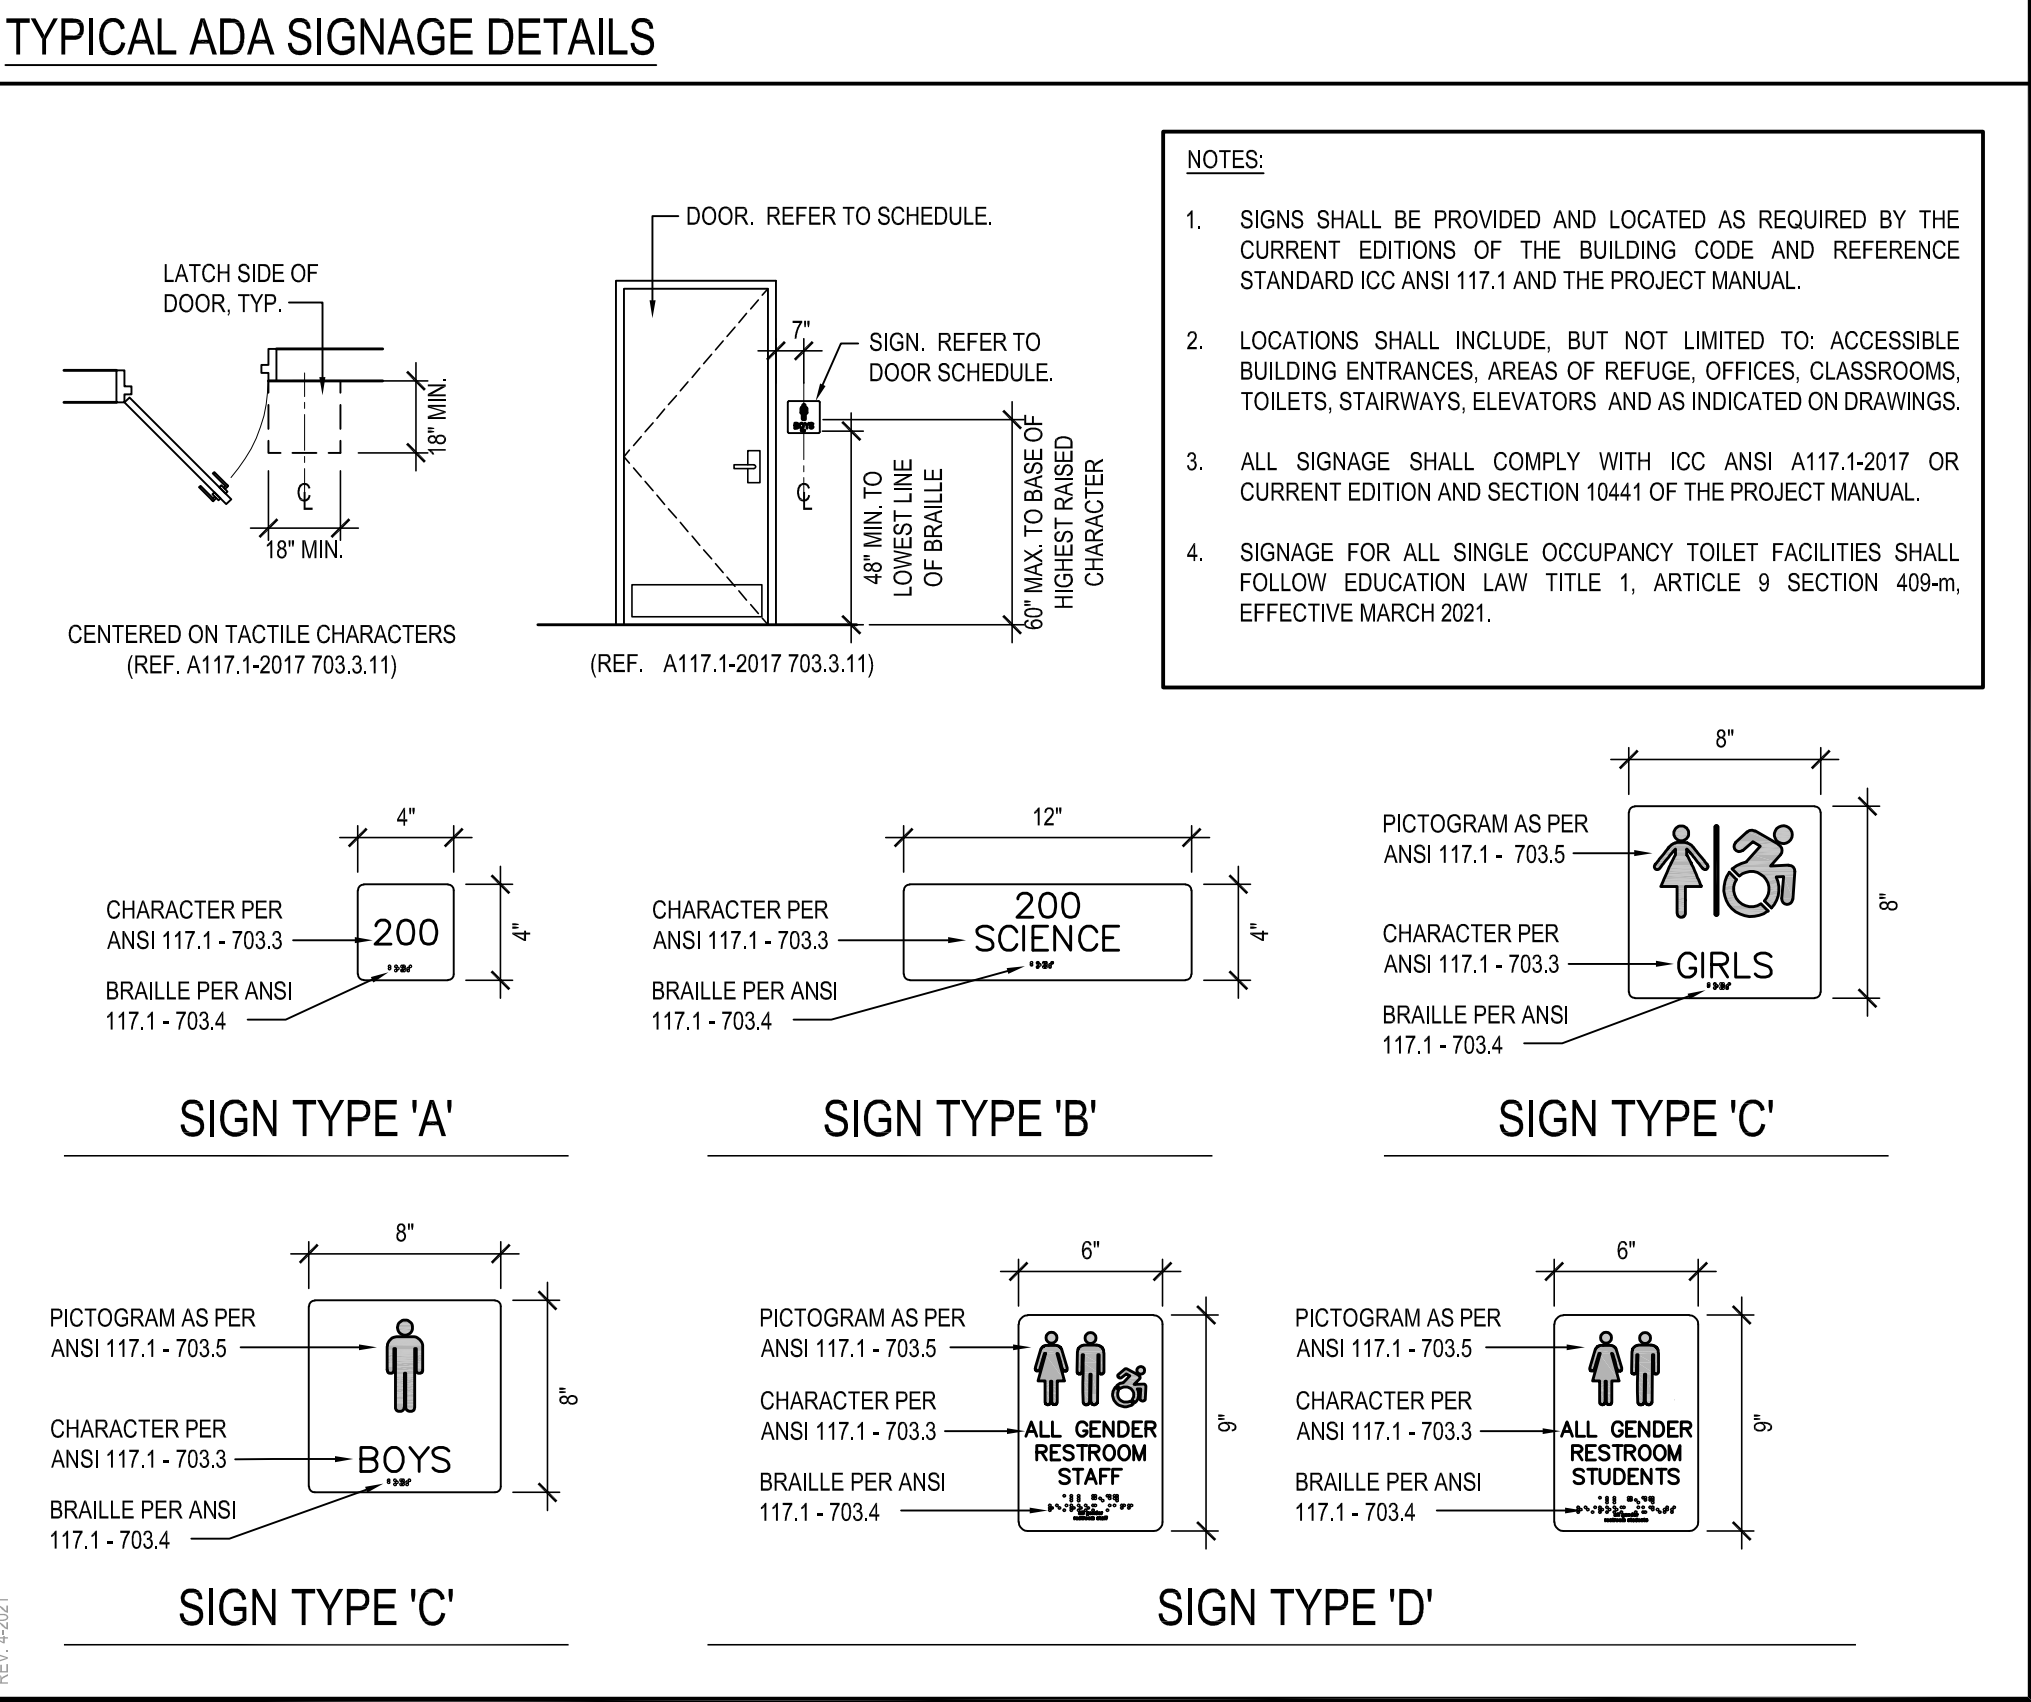 TYPICAL ADA SIGNAGE DETAILS
LATCH SIDE OF
DOOR, TYP.
18" MIN.
18" MIN.
CENTERED ON TACTILE CHARACTERS
(REF. A117.1-2017 703.3.11)
DOOR. REFER TO SCHEDULE.
7"
SIGN. REFER TO
DOOR SCHEDULE.
BOYS
48" MIN. TO
LOWEST LINE
OF BRAILLE
60" MAX. TO BASE OF
HIGHEST RAISED
CHARACTER
(REF. A117.1-2017 703.3.11)
NOTES:
1. SIGNS SHALL BE PROVIDED AND LOCATED AS REQUIRED BY THE
CURRENT EDITIONS OF THE BUILDING CODE AND REFERENCE
STANDARD ICC ANSI 117.1 AND THE PROJECT MANUAL.
2. LOCATIONS SHALL INCLUDE, BUT NOT LIMITED TO: ACCESSIBLE
BUILDING ENTRANCES, AREAS OF REFUGE, OFFICES, CLASSROOMS,
TOILETS, STAIRWAYS, ELEVATORS AND AS INDICATED ON DRAWINGS.
3. ALL SIGNAGE SHALL COMPLY WITH ICC ANSI A117.1-2017 OR
CURRENT EDITION AND SECTION 10441 OF THE PROJECT MANUAL.
4. SIGNAGE FOR ALL SINGLE OCCUPANCY TOILET FACILITIES SHALL
FOLLOW EDUCATION LAW TITLE 1, ARTICLE 9 SECTION 409-m,
EFFECTIVE MARCH 2021.
4"
CHARACTER PER
ANSI 117.1 - 703.3
BRAILLE PER ANSI
117.1 - 703.4
200
4"
SIGN TYPE 'A'
12"
CHARACTER PER
ANSI 117.1 - 703.3
BRAILLE PER ANSI
117.1 - 703.4
200
SCIENCE
4"
SIGN TYPE 'B'
8"
PICTOGRAM AS PER
ANSI 117.1 - 703.5
CHARACTER PER
ANSI 117.1 - 703.3
BRAILLE PER ANSI
117.1 - 703.4
GIRLS
8"
SIGN TYPE 'C'
8"
PICTOGRAM AS PER
ANSI 117.1 - 703.5
CHARACTER PER
ANSI 117.1 - 703.3
BRAILLE PER ANSI
117.1 - 703.4
BOYS
8"
SIGN TYPE 'C'
6"
PICTOGRAM AS PER
ANSI 117.1 - 703.5
CHARACTER PER
ANSI 117.1 - 703.3
BRAILLE PER ANSI
117.1 - 703.4
ALL GENDER
RESTROOM
STAFF
9"
6"
PICTOGRAM AS PER
ANSI 117.1 - 703.5
CHARACTER PER
ANSI 117.1 - 703.3
BRAILLE PER ANSI
117.1 - 703.4
ALL GENDER
RESTROOM
STUDENTS
9"
SIGN TYPE 'D'
REV. 4-2021